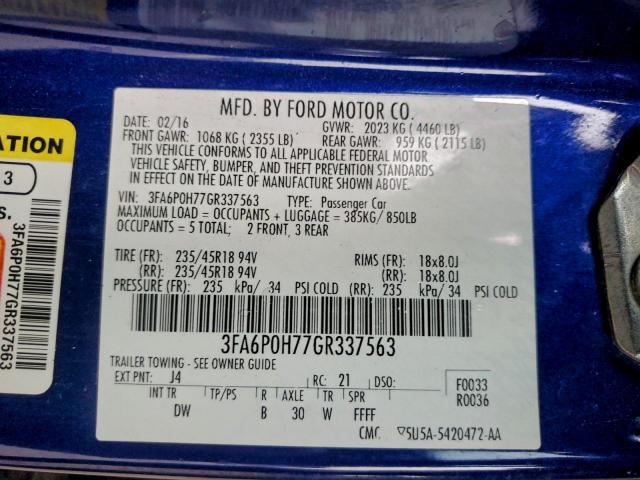 MFD. BY FORD MOTOR CO.
DATE: 02/16 GVWR: 2023 KG ( 4460 LB)
FRONT GAWR: 1068 KG ( 2355 LB) REAR GAWR: 959 KG ( 2115 LB)
THIS VEHICLE CONFORMS TO ALL APPLICABLE FEDERAL MOTOR
VEHICLE SAFETY, BUMPER, AND THEFT PREVENTION STANDARDS
IN EFFECT ON THE DATE OF MANUFACTURE SHOWN ABOVE.
VIN: 3FA6P0H77GR337563 TYPE: Passenger Car
MAXIMUM LOAD = OCCUPANTS + LUGGAGE = 385KG/ 850LB
OCCUPANTS = 5 TOTAL; 2 FRONT, 3 REAR
TIRE (FR): 235/45R18 94V RIMS (FR): 18x8.0J
(RR): 235/45R18 94V (RR): 18x8.0J
PRESSURE (FR): 235 kPa/ 34 PSI COLD (RR): 235 kPa/ 34 PSI COLD
3FA6P0H77GR337563
TRAILER TOWING - SEE OWNER GUIDE
EXT PNT: J4 RC: 21 DSO: F0033
R0036
INT TR TP/PS R AXLE TR SPR
DW B 30 W FFFF
5U5A-5420472-AA
ATION
3
S.
3FA6P0H77GR337563